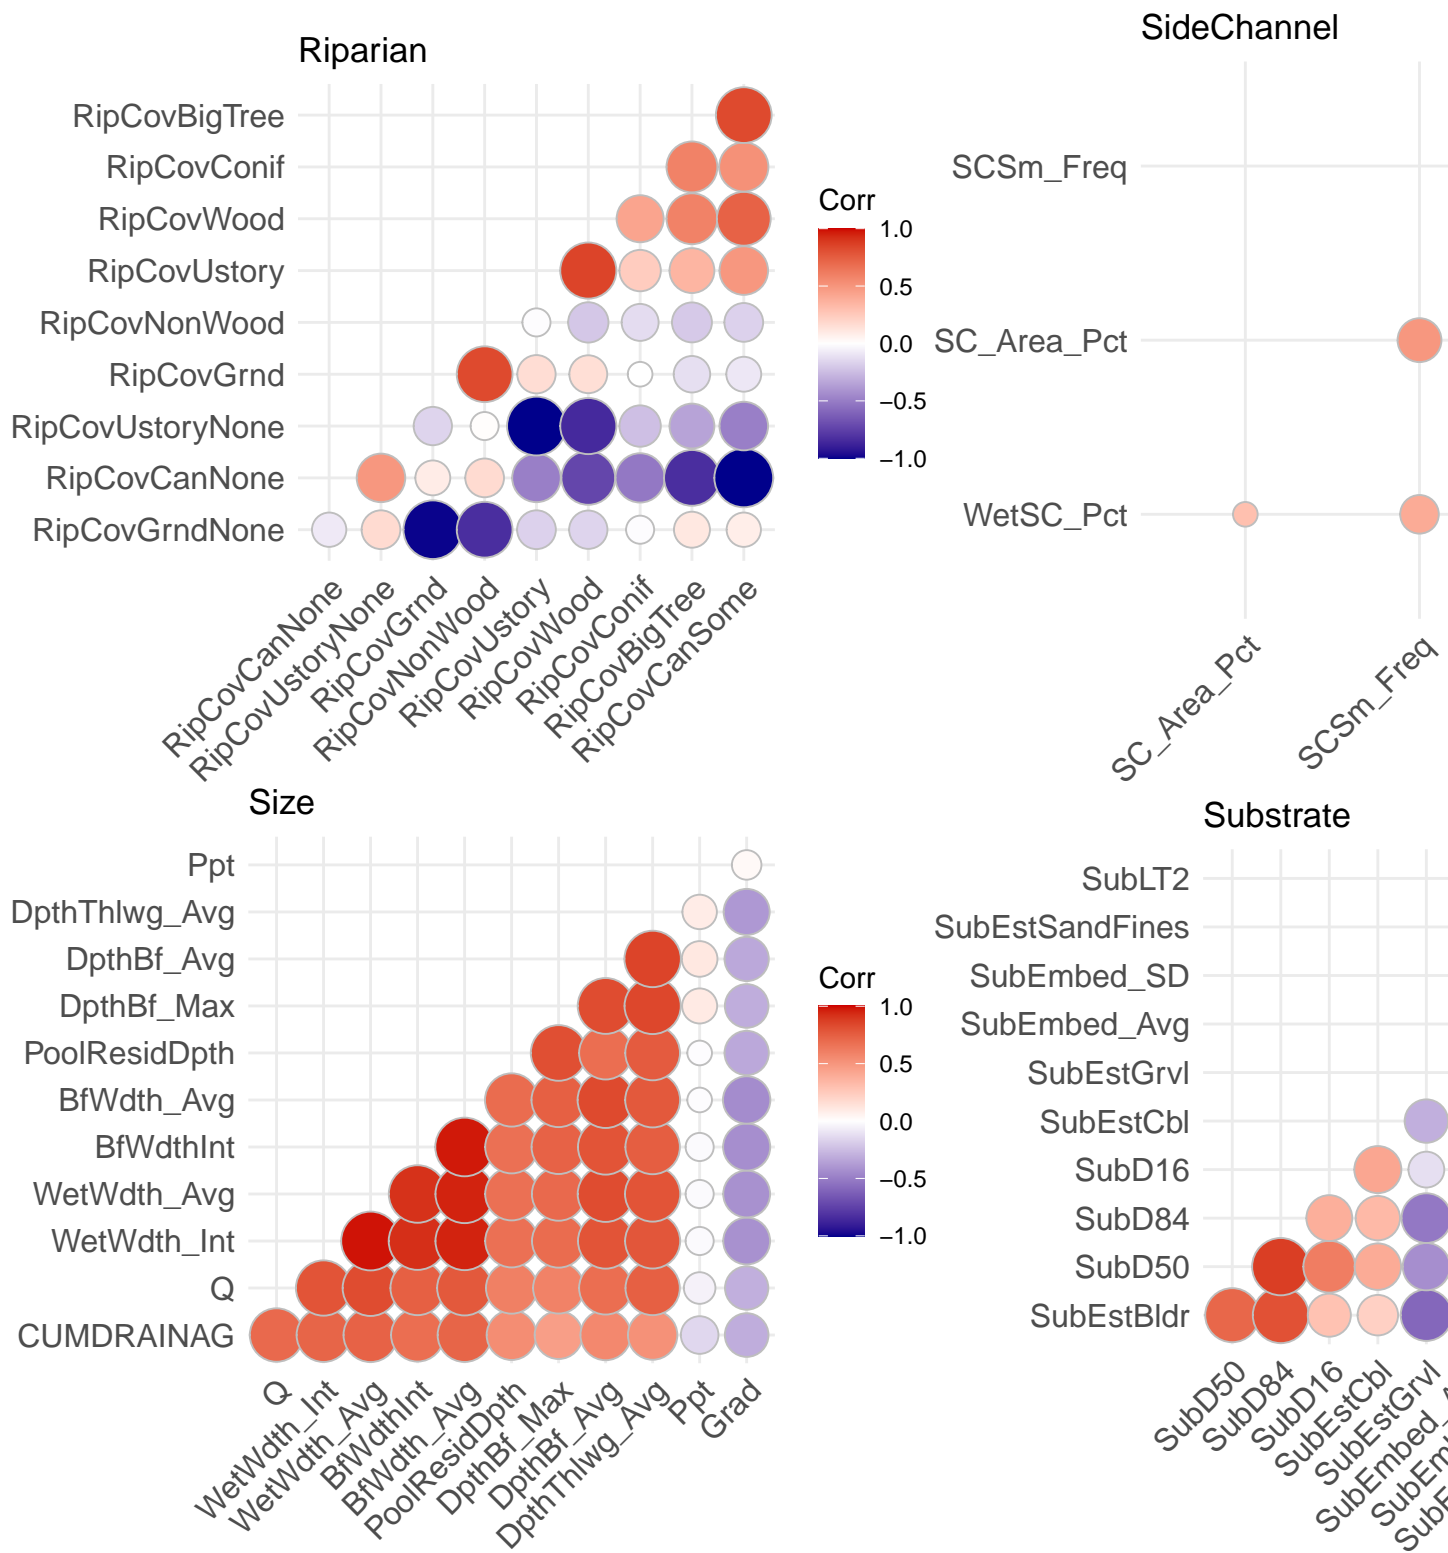 Riparian
RipCovBigTree
RipCovConif
RipCovWood
RipCovUstory
RipCovNonWood
RipCovGrnd
RipCovUstoryNone
RipCovCanNone
RipCovGrndNone
RipCovCanNone
RipCovUstoryNone
RipCovGrnd
RipCovNonWood
RipCovUstory
RipCovWood
RipCovConif
RipCovBigTree
RipCovCanSome
Corr
1.0
0.5
0.0
−0.5
−1.0
SideChannel
SCSm_Freq
SC_Area_Pct
WetSC_Pct
SC_Area_Pct
SCSm_Freq
Size
Ppt
DpthThlwg_Avg
DpthBf_Avg
DpthBf_Max
PoolResidDpth
BfWdth_Avg
BfWdthInt
WetWdth_Avg
WetWdth_Int
Q
CUMDRAINAG
Q
WetWdth_Int
WetWdth_Avg
BfWdthInt
BfWdth_Avg
PoolResidDpth
DpthBf_Max
DpthBf_Avg
DpthThlwg_Avg
Ppt
Grad
Corr
1.0
0.5
0.0
−0.5
−1.0
Substrate
SubLT2
SubEstSandFines
SubEmbed_SD
SubEmbed_Avg
SubEstGrvl
SubEstCbl
SubD16
SubD84
SubD50
SubEstBldr
SubD50
SubD84
SubD16
SubEstCbl
SubEstGrvl